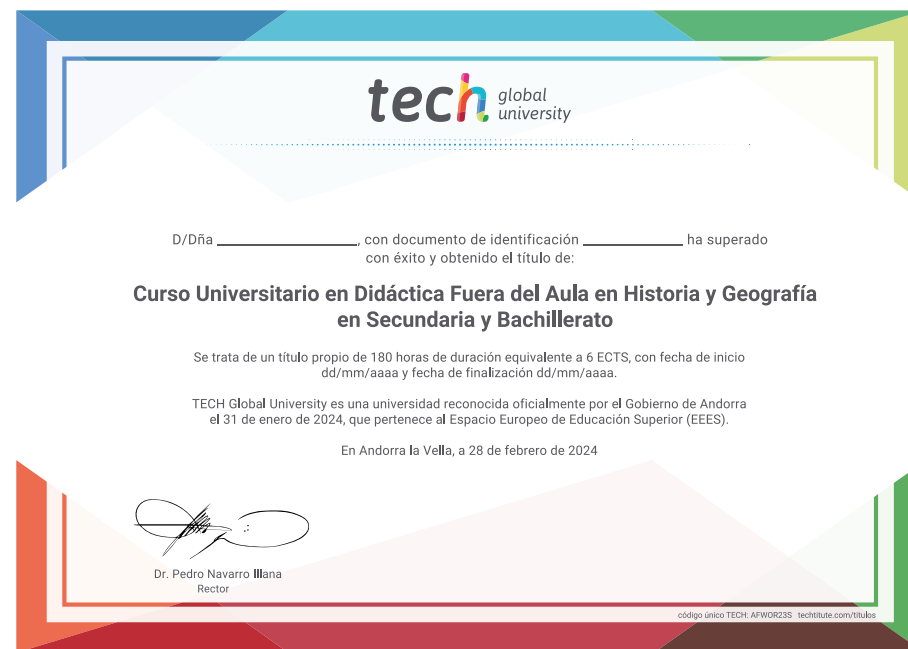 tech global university
D/Dña ________________, con documento de identificación ____________ ha superado
con éxito y obtenido el título de:
Curso Universitario en Didáctica Fuera del Aula en Historia y Geografía
en Secundaria y Bachillerato
Se trata de un título propio de 180 horas de duración equivalente a 6 ECTS, con fecha de inicio
dd/mm/aaaa y fecha de finalización dd/mm/aaaa.
TECH Global University es una universidad reconocida oficialmente por el Gobierno de Andorra
el 31 de enero de 2024, que pertenece al Espacio Europeo de Educación Superior (EEES).
En Andorra la Vella, a 28 de febrero de 2024
Dr. Pedro Navarro Illana
Rector
código único TECH: AFWOR23S techtitute.com/titulos